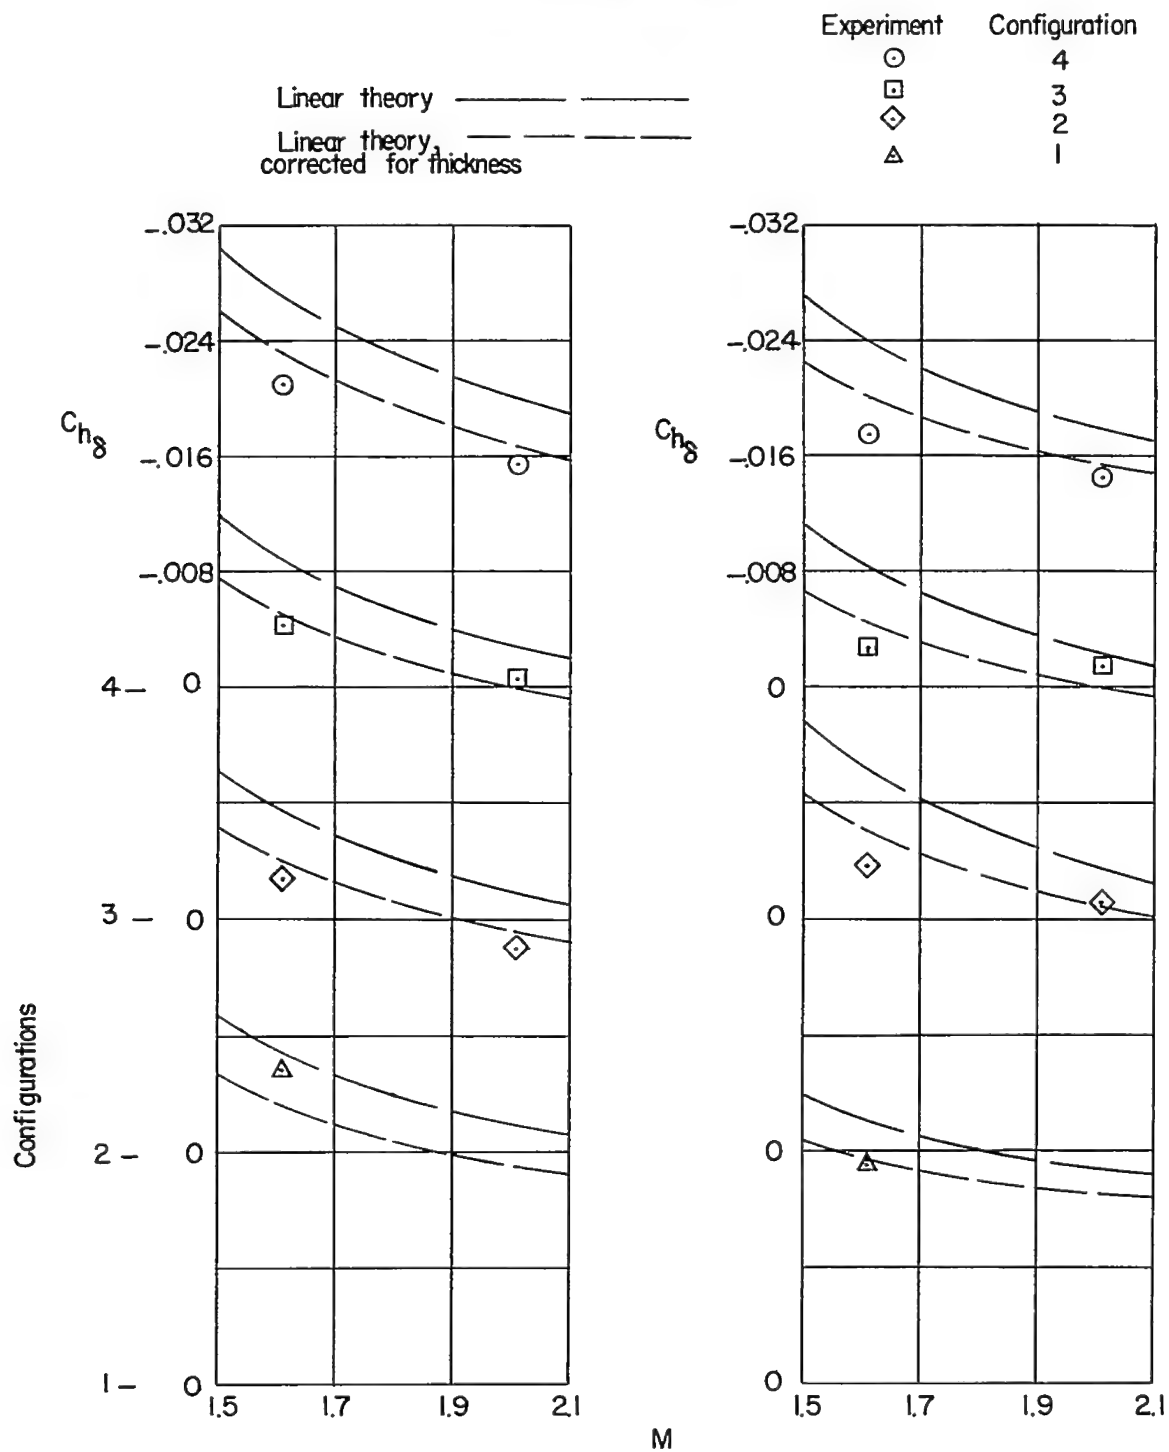 Experiment Configuration
4
3
2
1
Linear theory
Linear theory,
corrected for thickness
-.032
-.024
Chδ
-.016
-.008
4- 0
3- 0
2- 0
1- 0
Configurations
1.5 1.7 1.9 2.1
-.032
-.024
Chδ
-.016
-.008
0
0
0
0
1.5 1.7 1.9 2.1
M